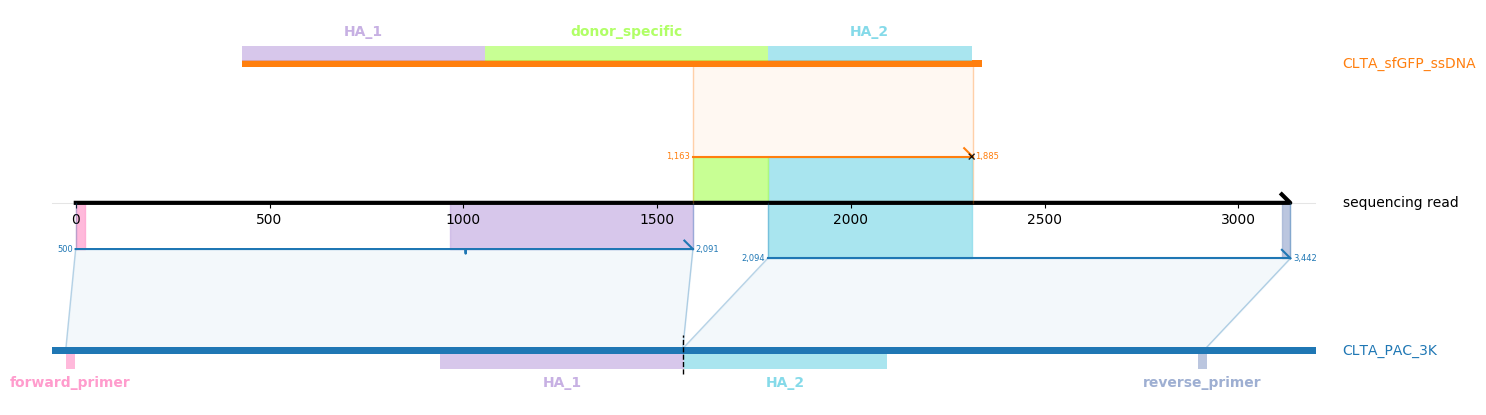 HA_1 donor_specific HA_2
CLTA_sfGFP_ssDNA
1,163 1,885
sequencing read
0 500 1000 1500 2000 2500 3000
500 2,091
2,094 3,442
CLTA_PAC_3K
forward_primer HA_1 HA_2 reverse_primer